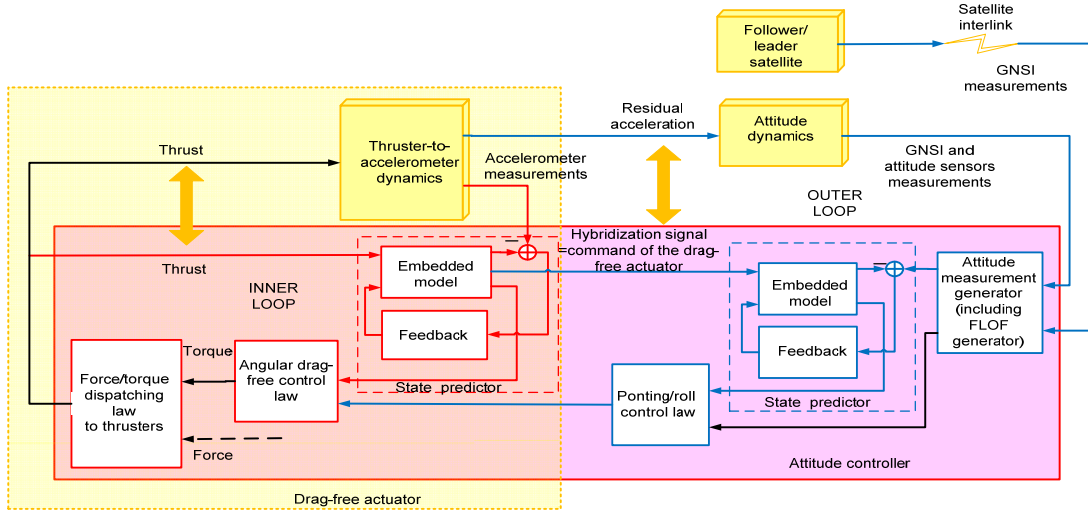 Satellite
interlink
Follower/
leader
satellite
GNSI
measurements
Residual
acceleration
Attitude
dynamics
Thrust
Thruster-to-
accelerometer
dynamics
Accelerometer
measurements
GNSI and
attitude sensors
measurements
OUTER
LOOP
Hybridization signal
=command of the drag-
free actuator
Thrust
Embedded
model
INNER
LOOP
Feedback
Embedded
model
Feedback
Attitude
measurement
generator
(including
FLOF
generator)
Torque
Force/torque
dispatching
law
to thrusters
Angular drag-
free control
law
State predictor
Ponting/roll
control law
State predictor
Force
Attitude controller
Drag-free actuator